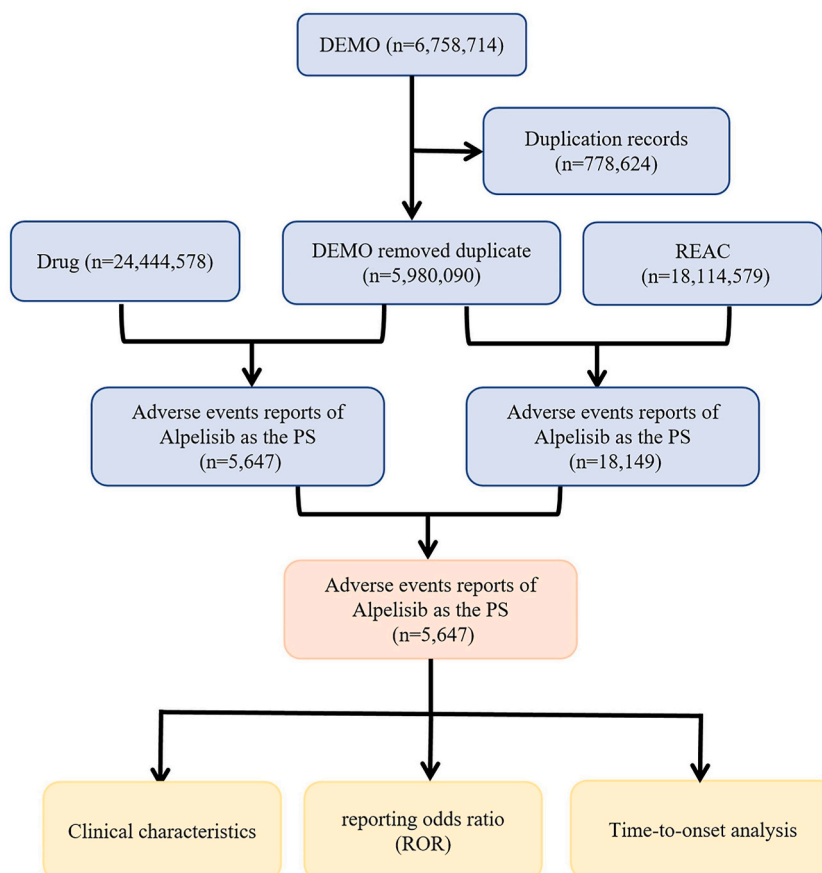 DEMO (n=6,758,714)
Duplication records
(n=778,624)
Drug (n=24,444,578)
DEMO removed duplicate
(n=5,980,090)
REAC
(n=18,114,579)
Adverse events reports of
Alpelisib as the PS
(n=5,647)
Adverse events reports of
Alpelisib as the PS
(n=18,149)
Adverse events reports of
Alpelisib as the PS
(n=5,647)
Clinical characteristics
reporting odds ratio
(ROR)
Time-to-onset analysis